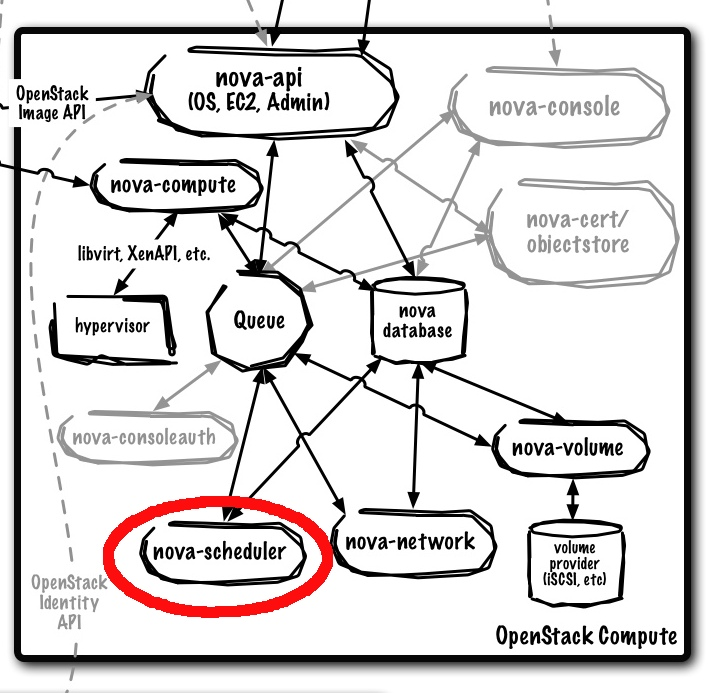 nova-api
(OS, EC2, Admin)
OpenStack
Image API
nova-console
nova-compute
nova-cert/
objectstore
libvirt, XenAPI, etc.
hypervisor
Queue
nova
database
nova-consoleauth
nova-volume
nova-scheduler
nova-network
volume
provider
(iSCSI, etc)
OpenStack
Identity
API
OpenStack Compute